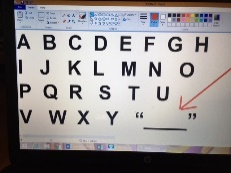 A B C D E F G H
I J K L M N O
P Q R S T U
V W X Y “ ____ ”